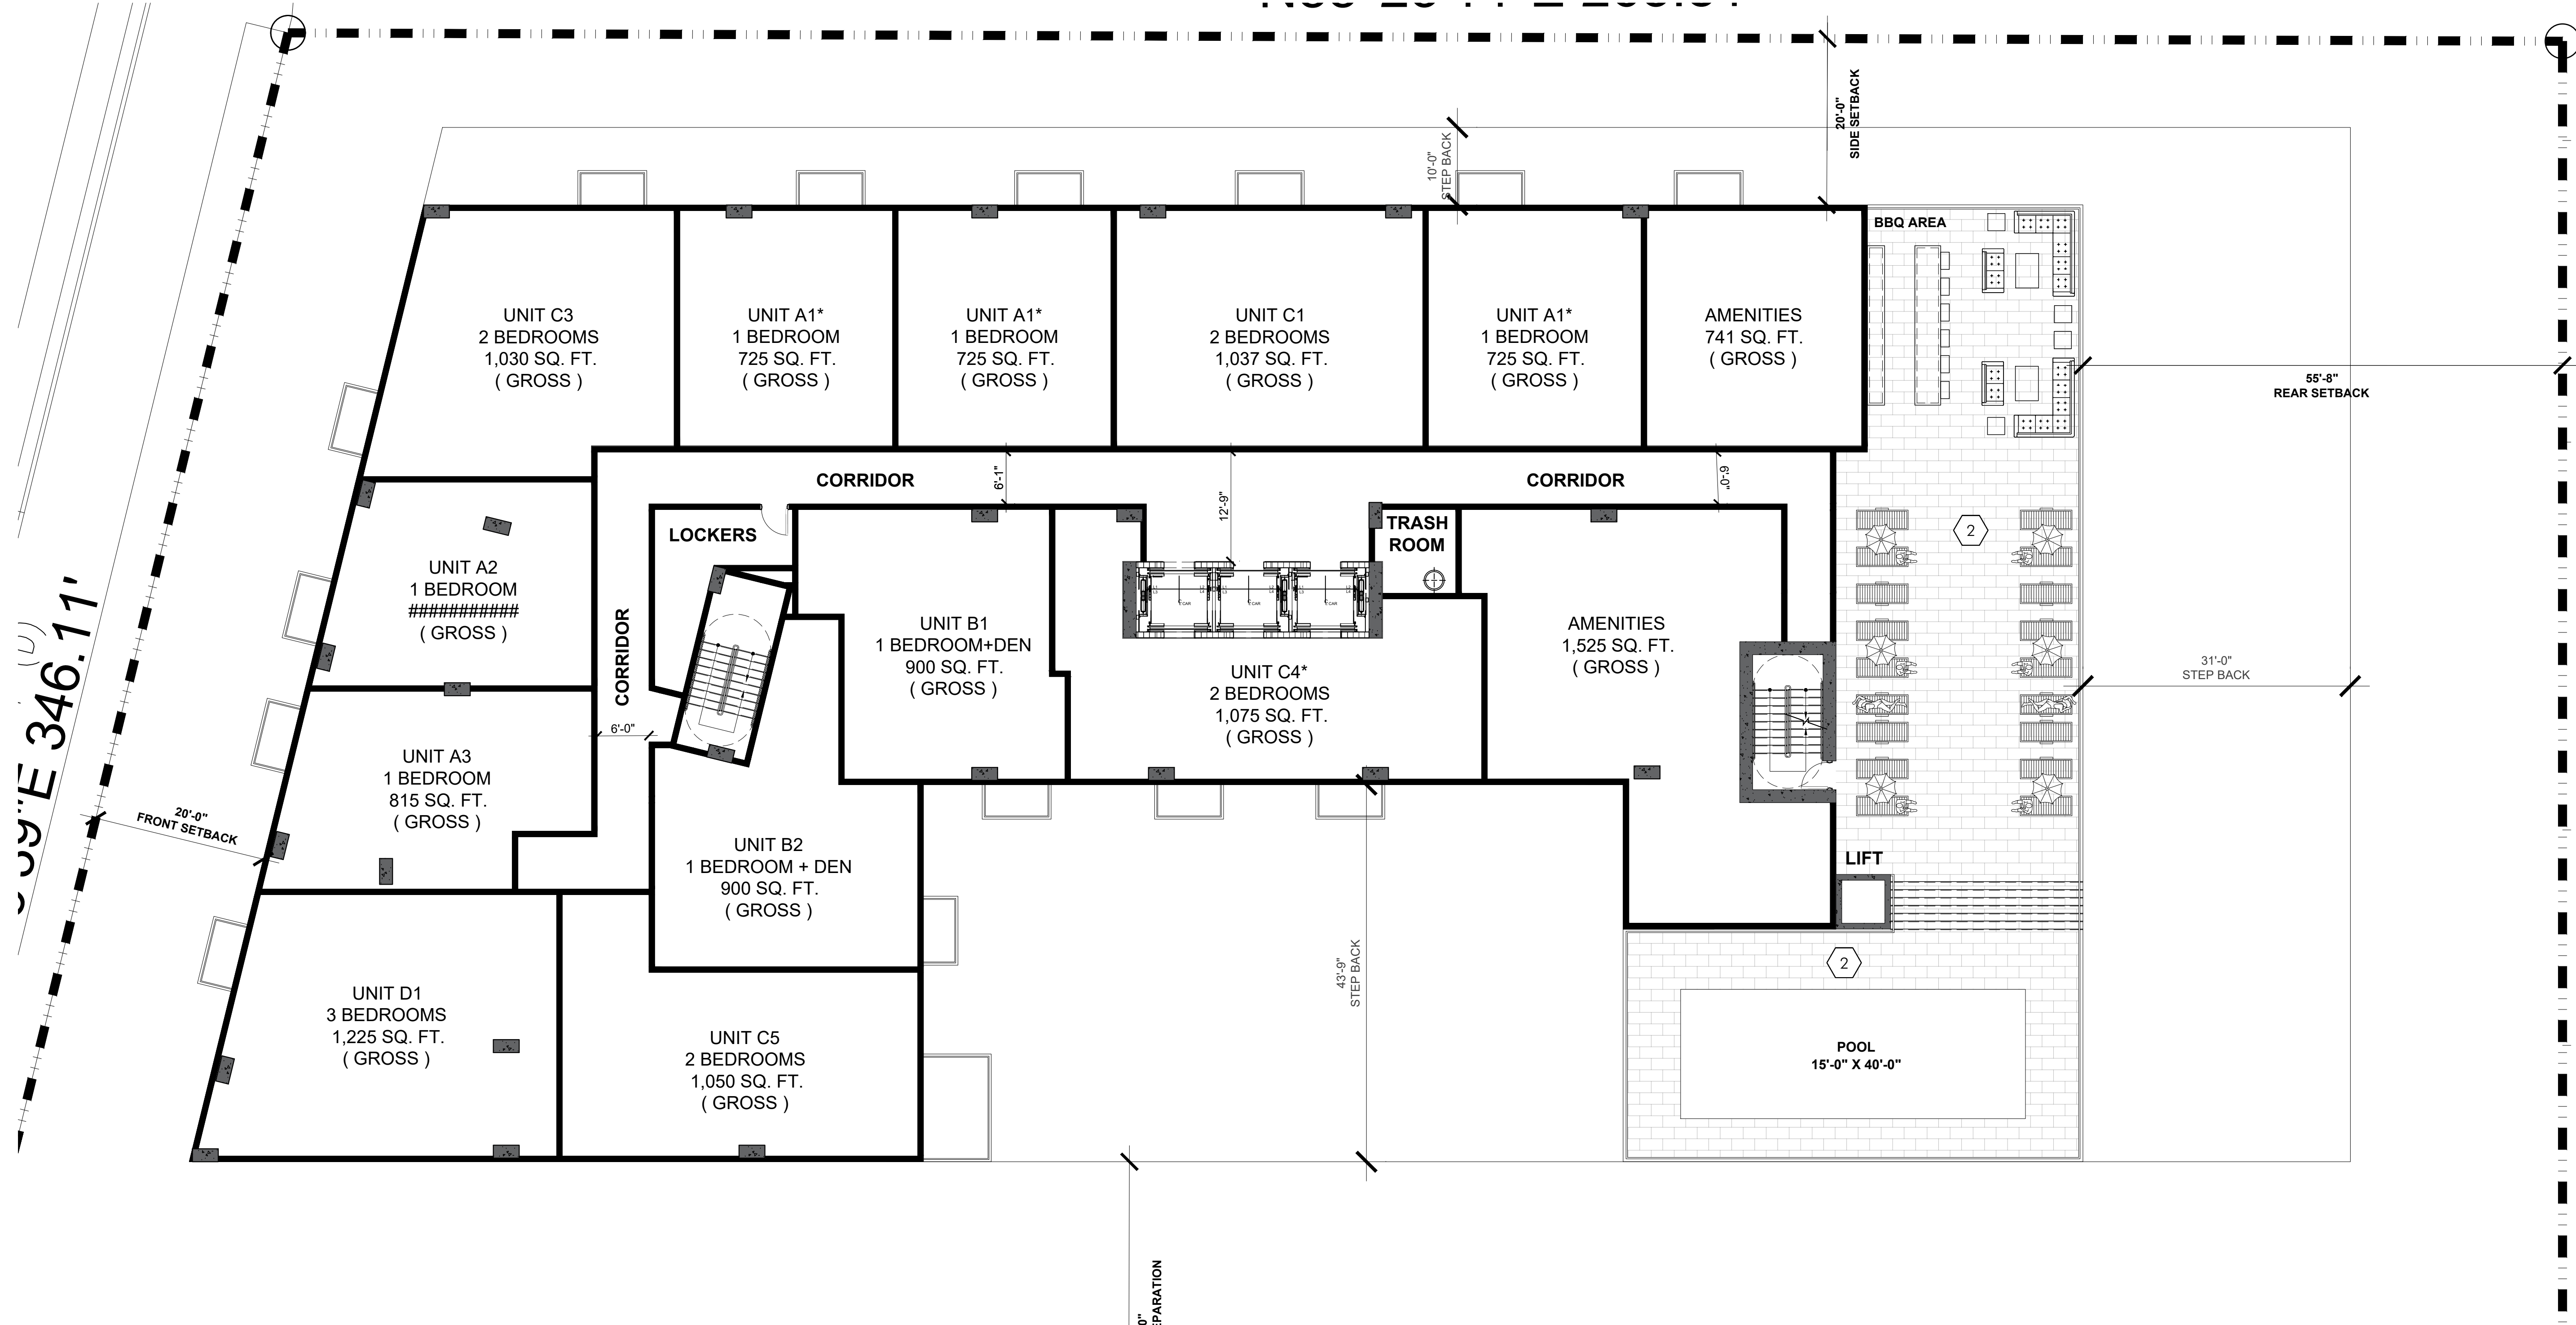 20'-0"
SIDE SETBACK
10'-0"
STEP BACK
BBQ AREA
UNIT C3
2 BEDROOMS
1,030 SQ. FT.
( GROSS )
UNIT A1*
1 BEDROOM
725 SQ. FT.
( GROSS )
UNIT A1*
1 BEDROOM
725 SQ. FT.
( GROSS )
UNIT C1
2 BEDROOMS
1,037 SQ. FT.
( GROSS )
UNIT A1*
1 BEDROOM
725 SQ. FT.
( GROSS )
AMENITIES
741 SQ. FT.
( GROSS )
55'-8"
REAR SETBACK
CORRIDOR
6'-1"
12'-9"
CORRIDOR
6'-0"
LOCKERS
TRASH
ROOM
2
UNIT A2
1 BEDROOM
############
( GROSS )
CORRIDOR
6'-0"
UNIT B1
1 BEDROOM+DEN
900 SQ. FT.
( GROSS )
CAR
CAR
CAR
UNIT C4*
2 BEDROOMS
1,075 SQ. FT.
( GROSS )
AMENITIES
1,525 SQ. FT.
( GROSS )
31'-0"
STEP BACK
346.11'
20'-0"
FRONT SETBACK
UNIT A3
1 BEDROOM
815 SQ. FT.
( GROSS )
UNIT B2
1 BEDROOM + DEN
900 SQ. FT.
( GROSS )
LIFT
43'-9"
STEP BACK
2
UNIT D1
3 BEDROOMS
1,225 SQ. FT.
( GROSS )
UNIT C5
2 BEDROOMS
1,050 SQ. FT.
( GROSS )
POOL
15'-0" X 40'-0"